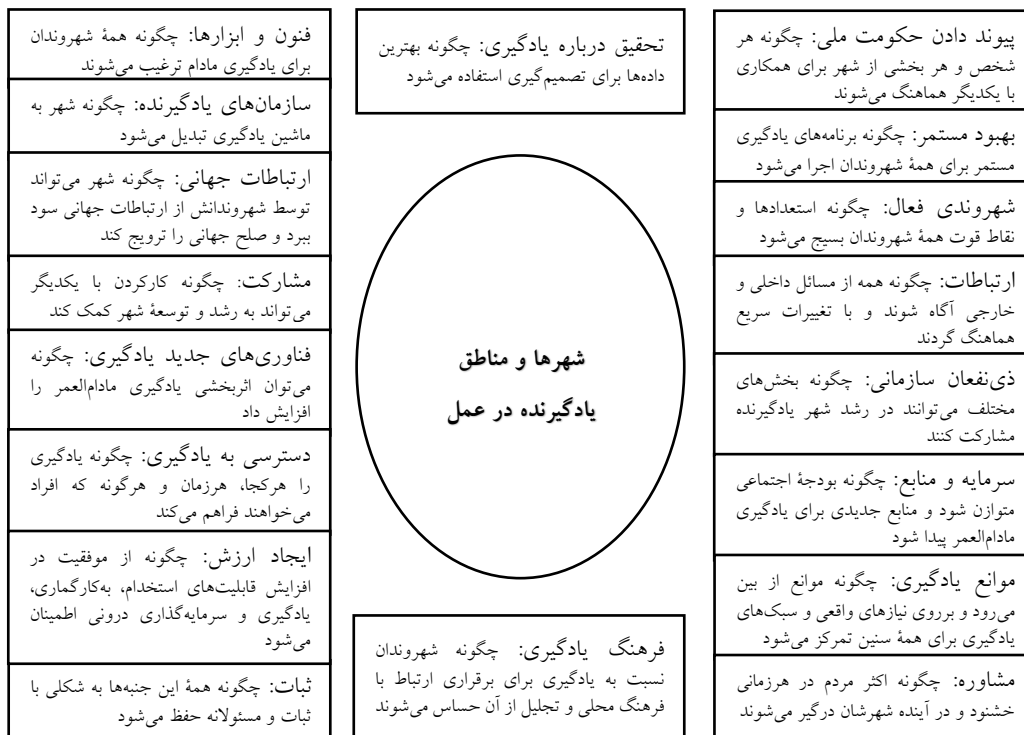 پیوند دادن حکومت ملی: چگونه هر
شخص و هر بخشی از شهر برای همکاری
با یکدیگر هماهنگ می‌شوند
بهبود مستمر: چگونه برنامه‌های یادگیری
مستمر برای همهٔ شهروندان اجرا می‌شود
شهروندی فعال: چگونه استعدادها و
نقاط قوت همهٔ شهروندان بسیج می‌شود
ارتباطات: چگونه همه از مسائل داخلی و
خارجی آگاه شوند و با تغییرات سریع
هماهنگ گردند
ذی‌نفعان سازمانی: چگونه بخش‌های
مختلف می‌توانند در رشد شهر یادگیرنده
مشارکت کنند
سرمایه و منابع: چگونه بودجهٔ اجتماعی
متوازن شود و منابع جدیدی برای یادگیری
مادام‌العمر پیدا شود
موانع یادگیری: چگونه موانع از بین
می‌رود و برروی نیازهای واقعی و سبک‌های
یادگیری برای همهٔ سنین تمرکز می‌شود
مشاوره: چگونه اکثر مردم در هرزمانی
خشنود و در آینده شهرشان درگیر می‌شوند
تحقیق درباره یادگیری: چگونه بهترین
داده‌ها برای تصمیم‌گیری استفاده می‌شود
شهرها و مناطق
یادگیرنده در عمل
فرهنگ یادگیری: چگونه شهروندان
نسبت به یادگیری برای برقراری ارتباط با
فرهنگ محلی و تجلیل از آن حساس می‌شوند
فنون و ابزارها: چگونه همهٔ شهروندان
برای یادگیری مادام ترغیب می‌شوند
سازمان‌های یادگیرنده: چگونه شهر به
ماشین یادگیری تبدیل می‌شود
ارتباطات جهانی: چگونه شهر می‌تواند
توسط شهروندانش از ارتباطات جهانی سود
ببرد و صلح جهانی را ترویج کند
مشارکت: چگونه کارکردن با یکدیگر
می‌تواند به رشد و توسعهٔ شهر کمک کند
فناوری‌های جدید یادگیری: چگونه
می‌توان اثربخشی یادگیری مادام‌العمر را
افزایش داد
دسترسی به یادگیری: چگونه یادگیری
را هرکجا، هرزمان و هرگونه که افراد
می‌خواهند فراهم می‌کند
ایجاد ارزش: چگونه از موفقیت در
افزایش قابلیت‌های استخدام، به‌کارگماری،
یادگیری و سرمایه‌گذاری درونی اطمینان
می‌شود
ثبات: چگونه همهٔ این جنبه‌ها به شکلی با
ثبات و مسئولانه حفظ می‌شود